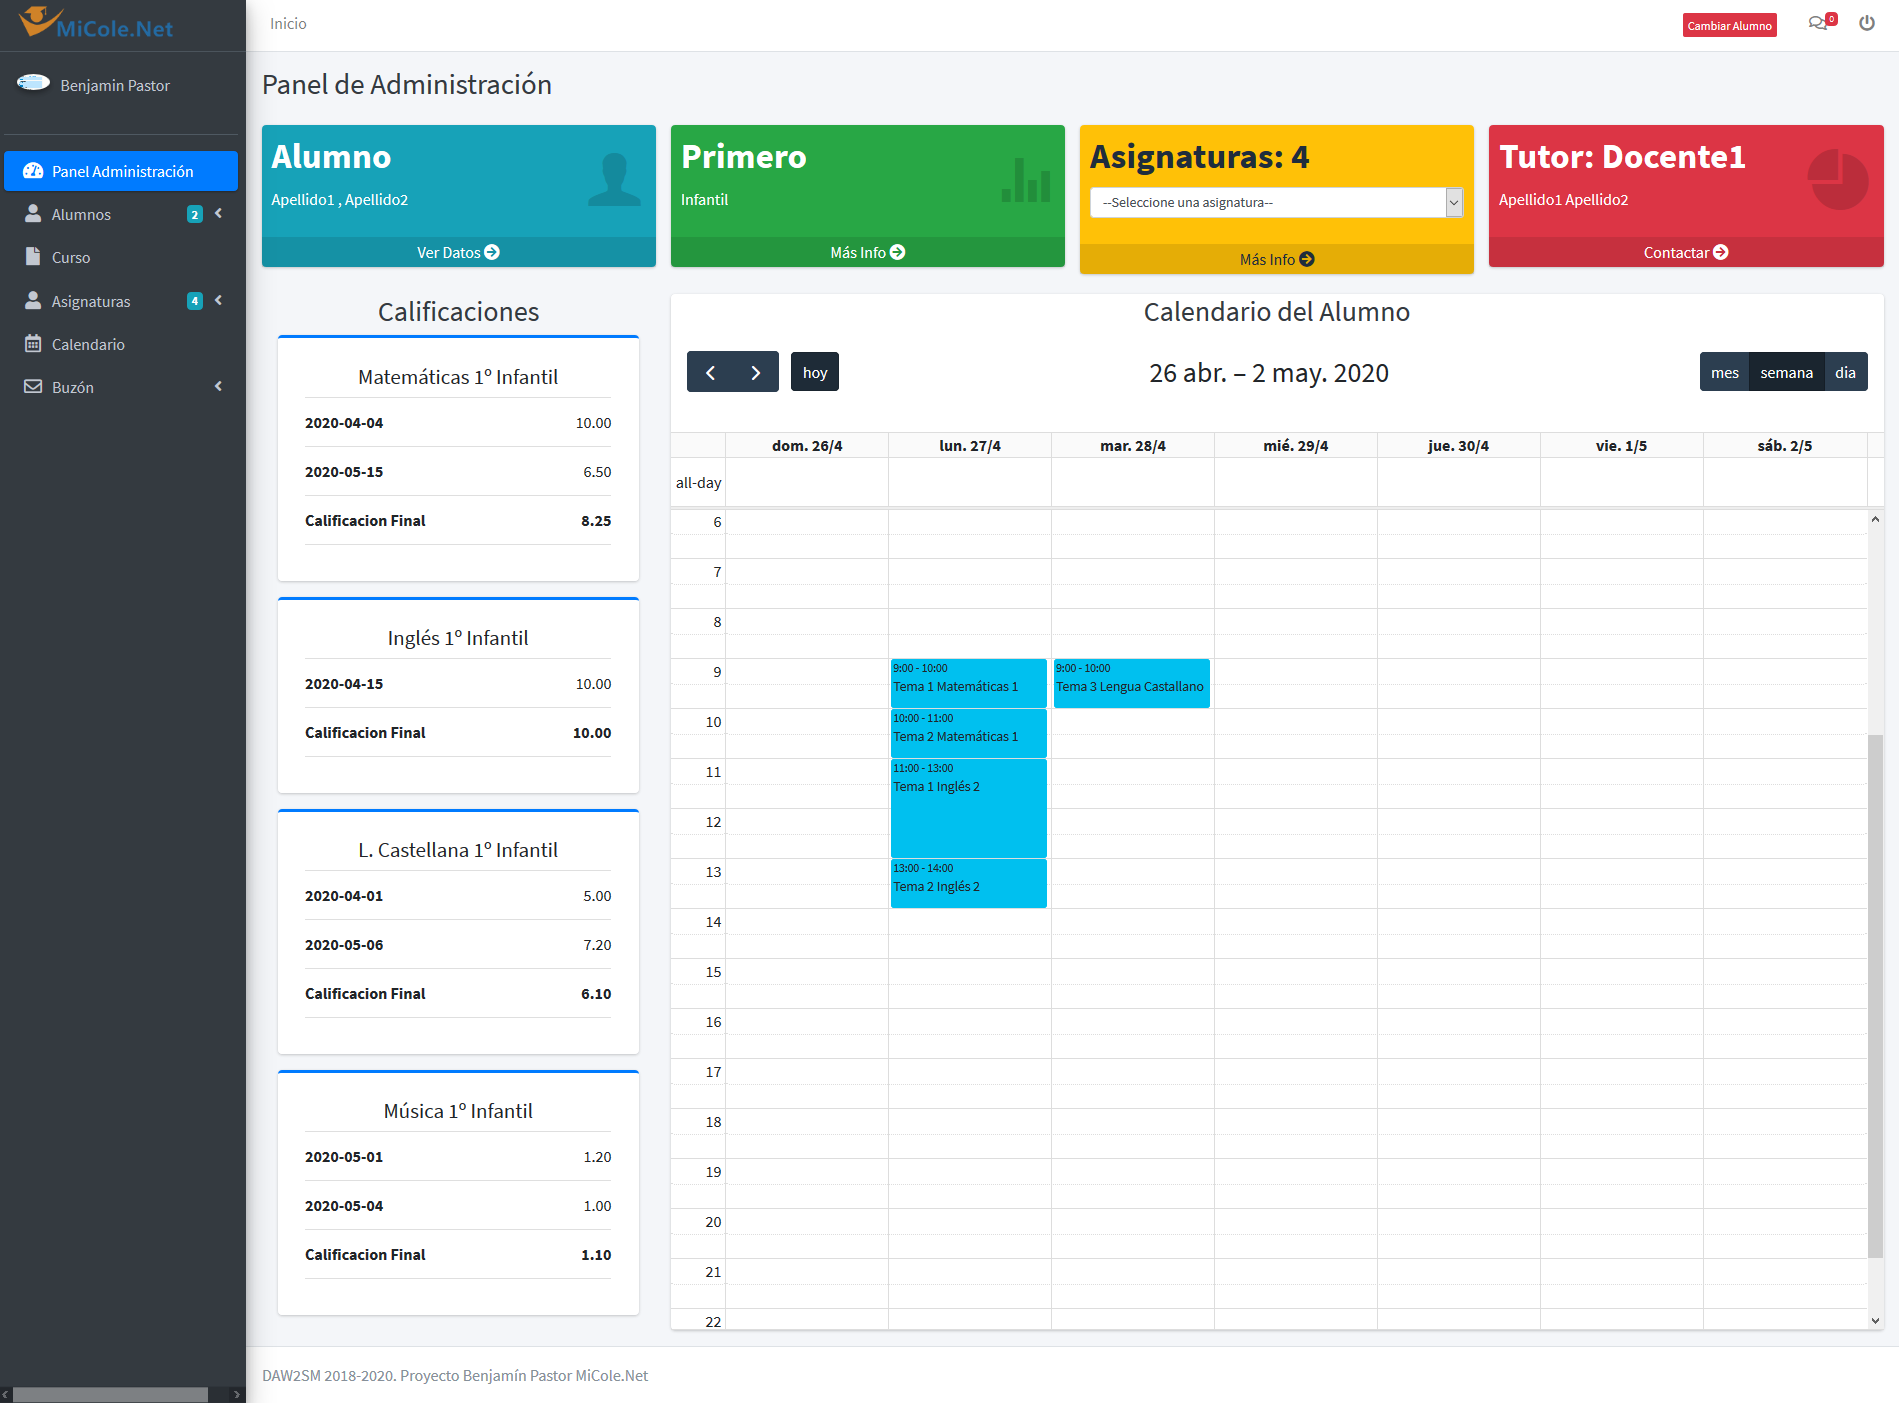 MiCole.Net
Inicio
Cambiar Alumno
0
Benjamin Pastor
Panel Administración
Alumnos 2
Curso
Asignaturas 4
Calendario
Buzón
Panel de Administración
Alumno
Apellido1 , Apellido2
Ver Datos
Primero
Infantil
Más Info
Asignaturas: 4
--Seleccione una asignatura--
Más Info
Tutor: Docente1
Apellido1 Apellido2
Contactar
Calificaciones
Matemáticas 1º Infantil
2020-04-04 10.00
2020-05-15 6.50
Calificacion Final 8.25
Inglés 1º Infantil
2020-04-15 10.00
Calificacion Final 10.00
L. Castellana 1º Infantil
2020-04-01 5.00
2020-05-06 7.20
Calificacion Final 6.10
Música 1º Infantil
2020-05-01 1.20
2020-05-04 1.00
Calificacion Final 1.10
Calendario del Alumno
hoy
26 abr. – 2 may. 2020
mes semana dia
dom. 26/4 lun. 27/4 mar. 28/4 mié. 29/4 jue. 30/4 vie. 1/5 sáb. 2/5
all-day
6
7
8
9
9:00 - 10:00
Tema 1 Matemáticas 1
9:00 - 10:00
Tema 3 Lengua Castallano
10
10:00 - 11:00
Tema 2 Matemáticas 1
11
11:00 - 13:00
Tema 1 Inglés 2
12
13
13:00 - 14:00
Tema 2 Inglés 2
14
15
16
17
18
19
20
21
22
DAW2SM 2018-2020. Proyecto Benjamín Pastor MiCole.Net